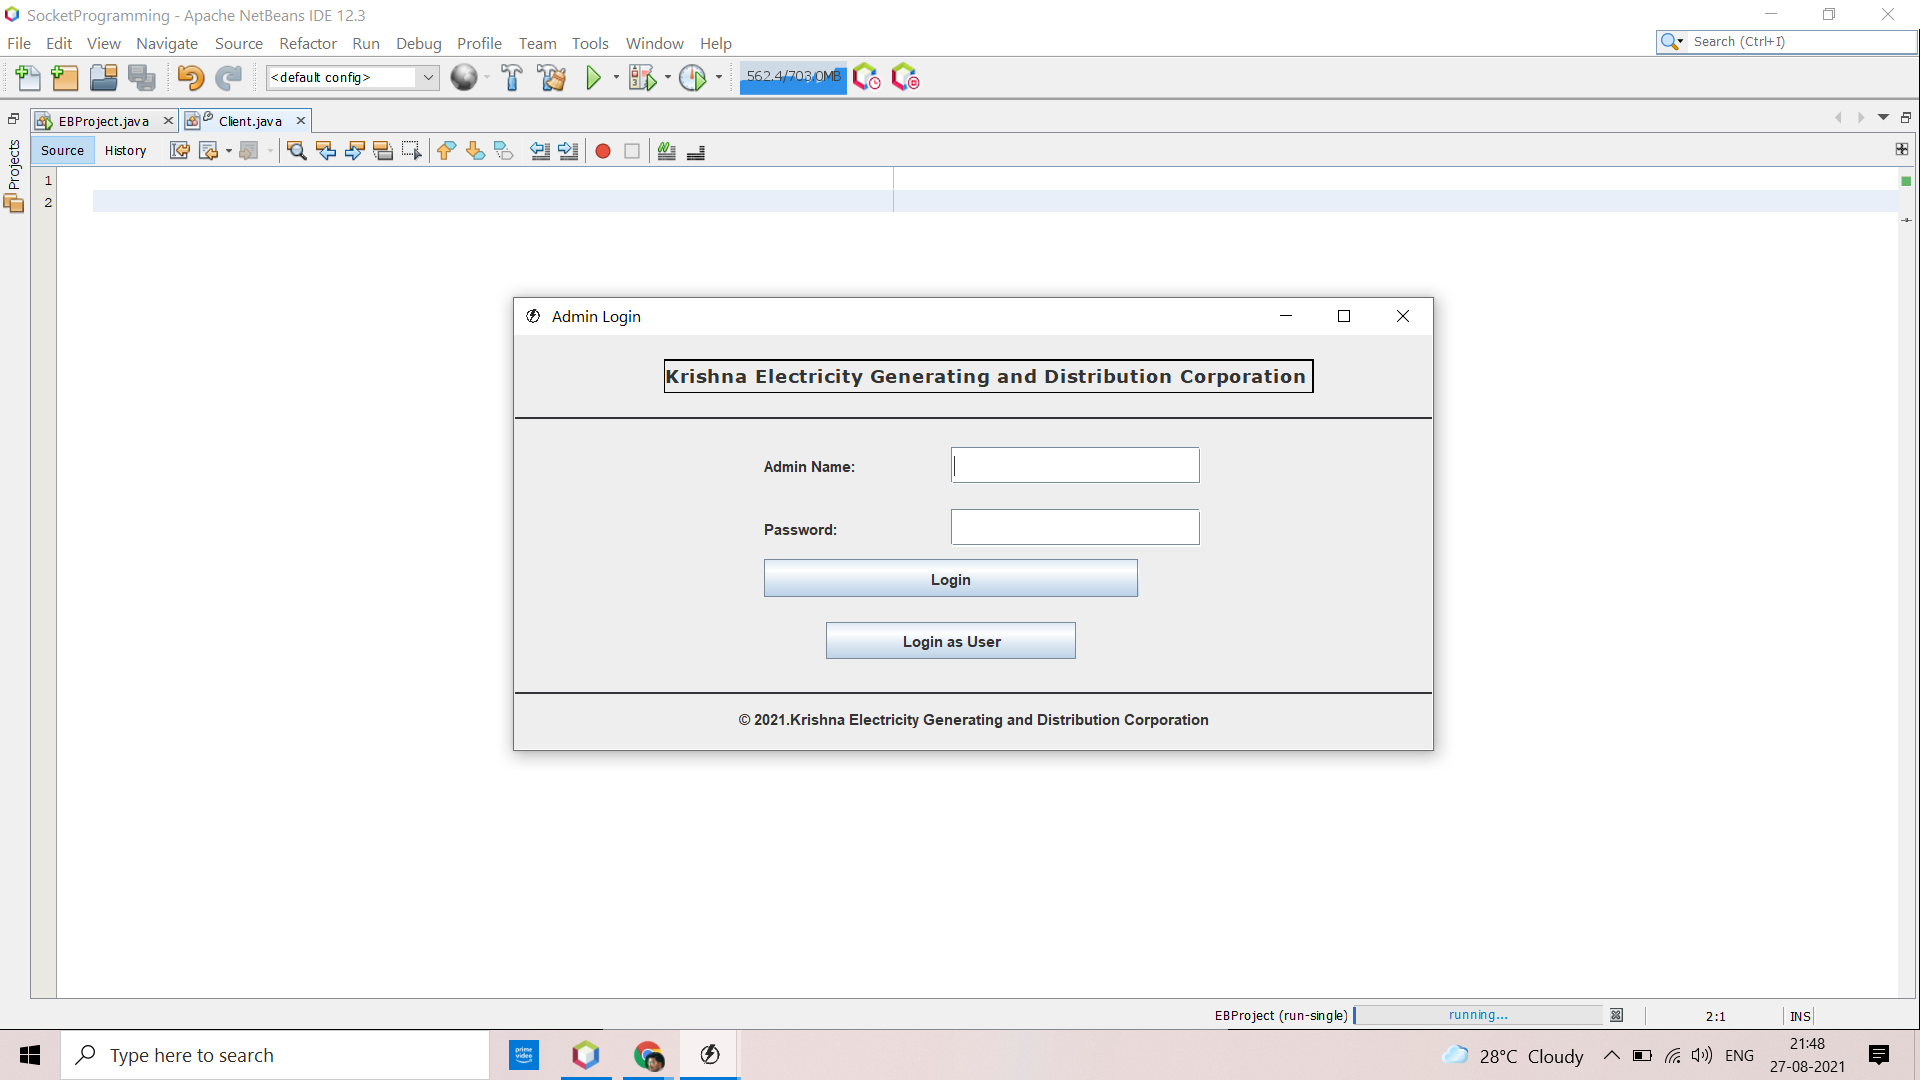 SocketProgramming - Apache NetBeans IDE 12.3
File Edit View Navigate Source Refactor Run Debug Profile Team Tools Window Help
Search (Ctrl+I)
<default config>
562.4/703.0MB
EBProject.java
Client.java
Projects
Source History
1
2
Admin Login
Krishna Electricity Generating and Distribution Corporation
Admin Name:
Password:
Login
Login as User
© 2021.Krishna Electricity Generating and Distribution Corporation
EBProject (run-single) running... 2:1 INS
Type here to search
prime video
28°C Cloudy
ENG
21:48
27-08-2021